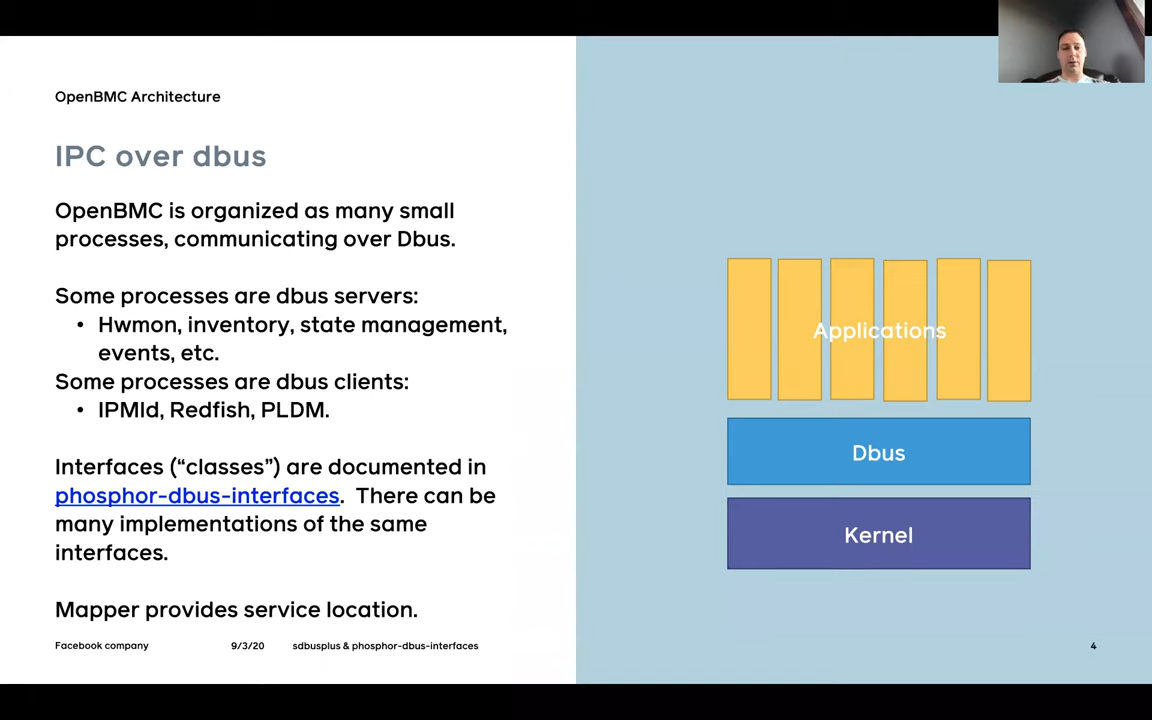 OpenBMC Architecture
IPC over dbus
OpenBMC is organized as many small
processes, communicating over Dbus.
Some processes are dbus servers:
• Hwmon, inventory, state management,
events, etc.
Some processes are dbus clients:
• IPMId, Redfish, PLDM.
Interfaces (“classes”) are documented in
phosphor-dbus-interfaces. There can be
many implementations of the same
interfaces.
Mapper provides service location.
Facebook company 9/3/20 sdbusplus & phosphor-dbus-interfaces
Applications
Dbus
Kernel
4